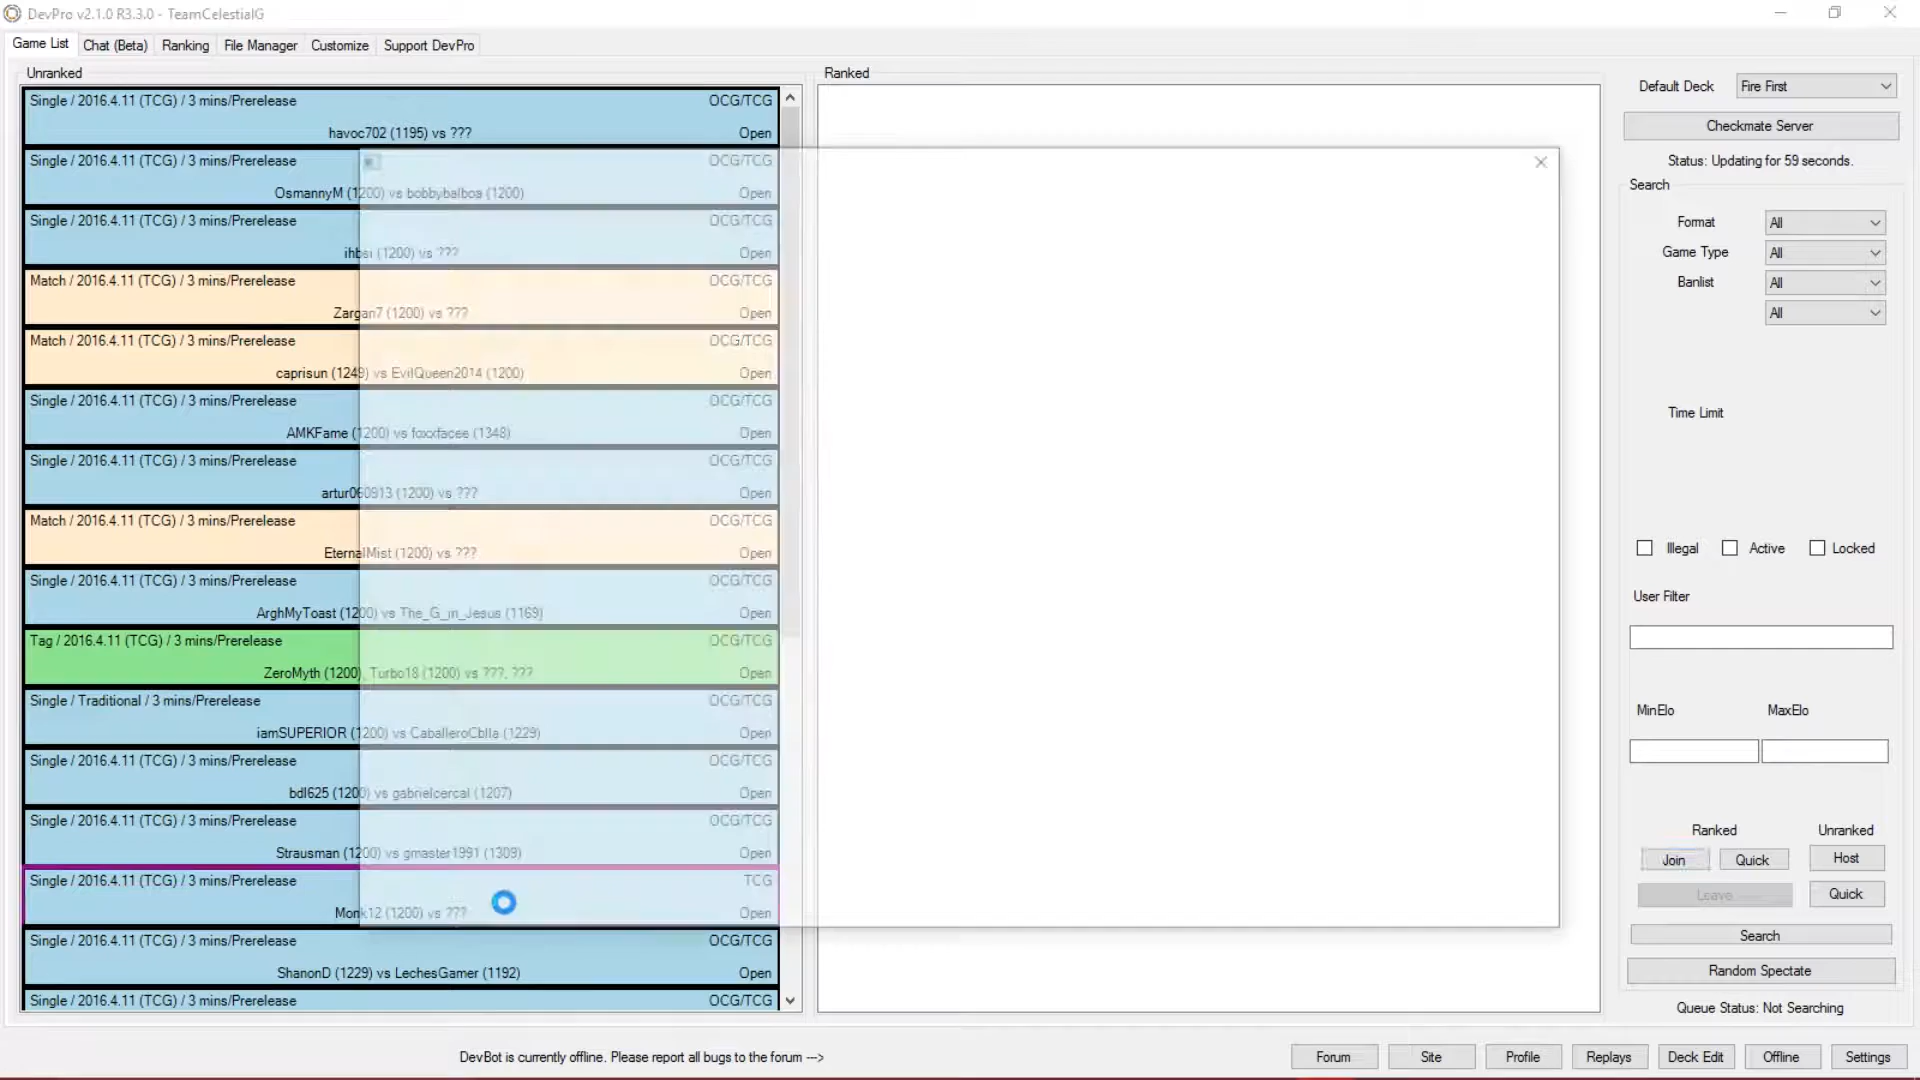 DevPro v2.1.0 R3.3.0 - TeamCelestialG
Game List
Chat (Beta)
Ranking
File Manager
Customize
Support DevPro
Unranked
Single / 2016.4.11 (TCG) / 3 mins/Prerelease OCG/TCG
havoc702 (1195) vs ??? Open
Single / 2016.4.11 (TCG) / 3 mins/Prerelease OCG/TCG
OsmannyM (1200) vs bobbybalboa (1200) Open
Single / 2016.4.11 (TCG) / 3 mins/Prerelease OCG/TCG
ihbsi (1200) vs ??? Open
Match / 2016.4.11 (TCG) / 3 mins/Prerelease OCG/TCG
Zargan7 (1200) vs ??? Open
Match / 2016.4.11 (TCG) / 3 mins/Prerelease OCG/TCG
caprisun (1249) vs EvilQueen2014 (1200) Open
Single / 2016.4.11 (TCG) / 3 mins/Prerelease OCG/TCG
AMKFame (1200) vs foxxfacee (1348) Open
Single / 2016.4.11 (TCG) / 3 mins/Prerelease OCG/TCG
artur060913 (1200) vs ??? Open
Match / 2016.4.11 (TCG) / 3 mins/Prerelease OCG/TCG
EternalMist (1200) vs ??? Open
Single / 2016.4.11 (TCG) / 3 mins/Prerelease OCG/TCG
ArghMyToast (1200) vs The_G_in_Jesus (1169) Open
Tag / 2016.4.11 (TCG) / 3 mins/Prerelease OCG/TCG
ZeroMyth (1200), Turbo18 (1200) vs ???, ??? Open
Single / Traditional / 3 mins/Prerelease OCG/TCG
iamSUPERIOR (1200) vs CaballeroCblla (1229) Open
Single / 2016.4.11 (TCG) / 3 mins/Prerelease OCG/TCG
bdl625 (1200) vs gabrielcercal (1207) Open
Single / 2016.4.11 (TCG) / 3 mins/Prerelease OCG/TCG
Strausman (1200) vs gmaster1991 (1309) Open
Single / 2016.4.11 (TCG) / 3 mins/Prerelease TCG
Monk12 (1200) vs ??? Open
Single / 2016.4.11 (TCG) / 3 mins/Prerelease OCG/TCG
ShanonD (1229) vs LechesGamer (1192) Open
Single / 2016.4.11 (TCG) / 3 mins/Prerelease OCG/TCG
Ranked
Default Deck Fire First
Checkmate Server
Status: Updating for 59 seconds.
Search
Format All
Game Type All
Banlist All
All
Time Limit
Illegal Active Locked
User Filter
MinElo MaxElo
Ranked Unranked
Join Quick Host
Leave Quick
Search
Random Spectate
Queue Status: Not Searching
DevBot is currently offline. Please report all bugs to the forum --->
Forum
Site
Profile
Replays
Deck Edit
Offline
Settings